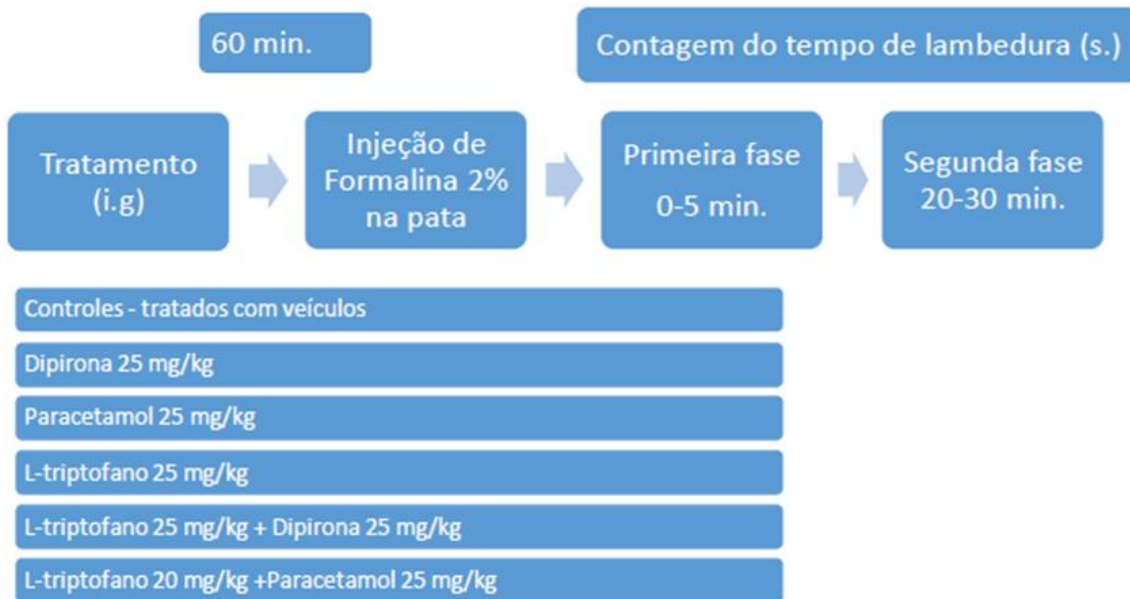 60 min.
Contagem do tempo de lambedura (s.)
Tratamento
(i.g)
Injeção de
Formalina 2%
na pata
Primeira fase
0-5 min.
Segunda fase
20-30 min.
Controles - tratados com veículos
Dipirona 25 mg/kg
Paracetamol 25 mg/kg
L-triptofano 25 mg/kg
L-triptofano 25 mg/kg + Dipirona 25 mg/kg
L-triptofano 20 mg/kg +Paracetamol 25 mg/kg